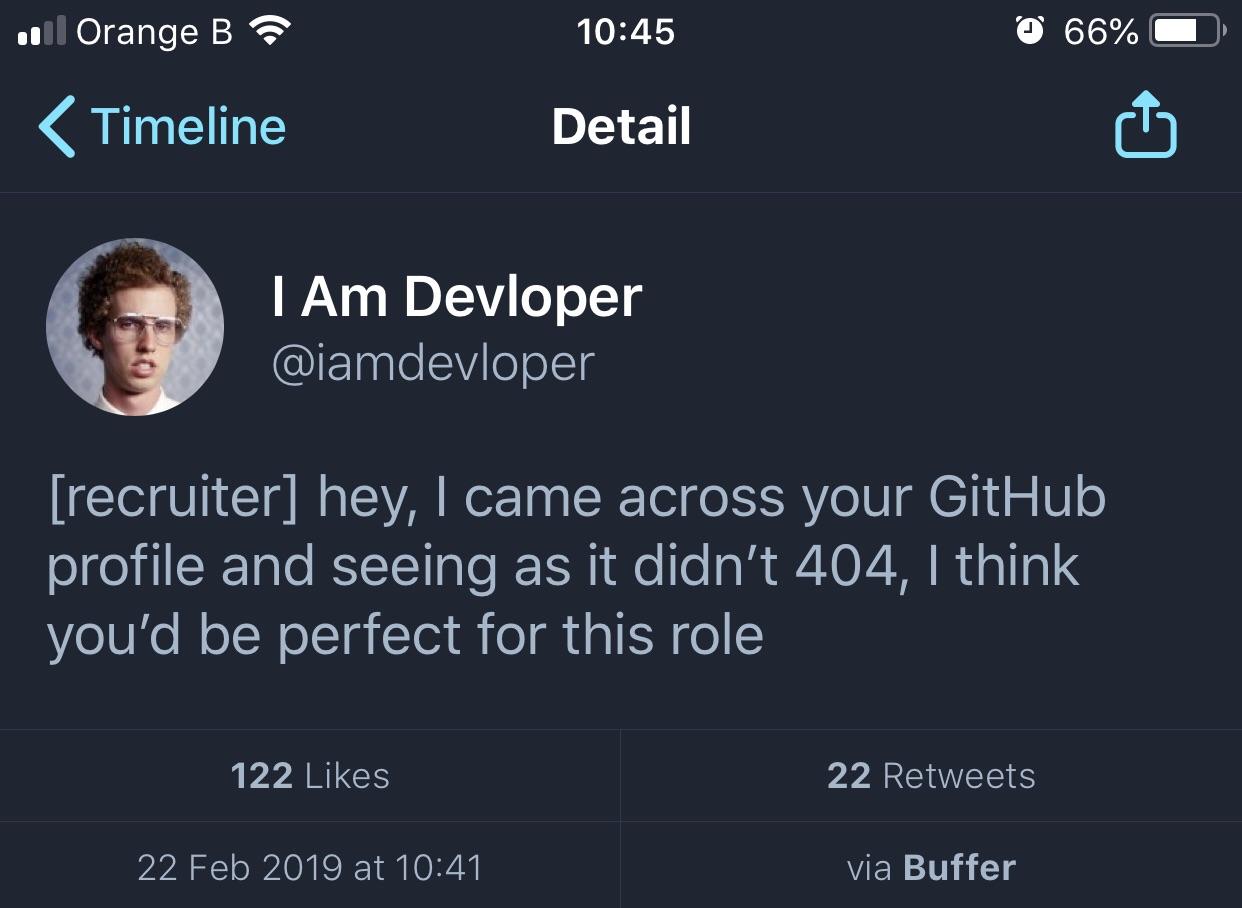 Orange B 10:45 66%
Timeline Detail
I Am Devloper
@iamdevloper
[recruiter] hey, I came across your GitHub
profile and seeing as it didn’t 404, I think
you’d be perfect for this role
122 Likes 22 Retweets
22 Feb 2019 at 10:41 via Buffer